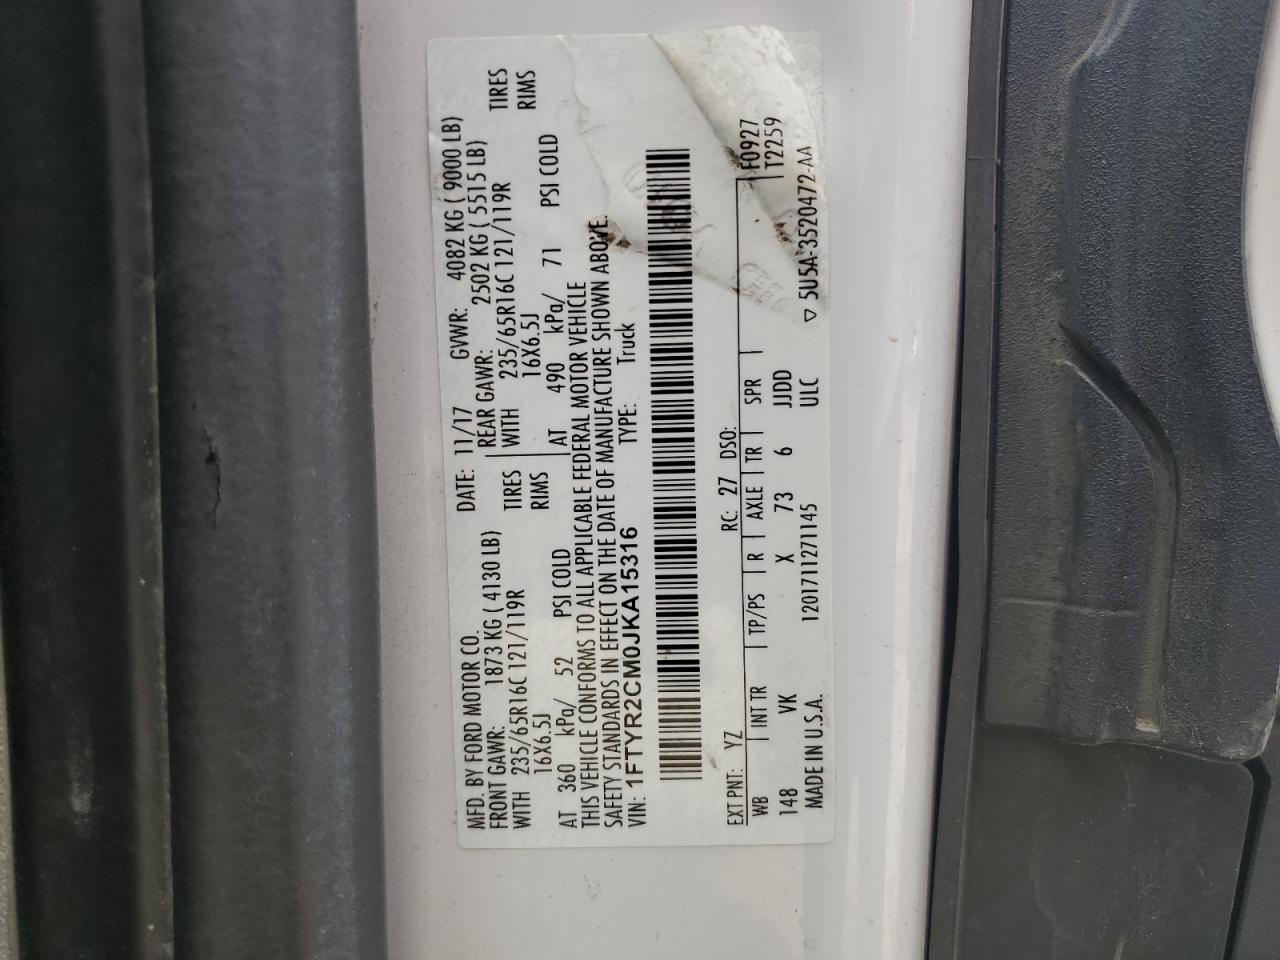 MFD. BY FORD MOTOR CO.
DATE: 11/17 GVWR: 4082 KG ( 9000 LB)
FRONT GAWR: 1873 KG ( 4130 LB)
REAR GAWR: 2502 KG ( 5515 LB)
WITH 235/65R16C 121/119R TIRES
WITH 235/65R16C 121/119R TIRES
16X6.5J RIMS
16X6.5J RIMS
AT 360 kPa/ 52 PSI COLD
AT 490 kPa/ 71 PSI COLD
THIS VEHICLE CONFORMS TO ALL APPLICABLE FEDERAL MOTOR VEHICLE
SAFETY STANDARDS IN EFFECT ON THE DATE OF MANUFACTURE SHOWN ABOVE.
VIN: 1FTYR2CM0JKA15316 TYPE: Truck
F0927
EXT PNT: YZ RC: 27 DSO:
T2259
WB INT TR TP/PS R AXLE TR SPR
148 VK X 73 6 JJDD
MADE IN U.S.A. 1201711271145 ULC ▽ 5U5A-3520472-AA